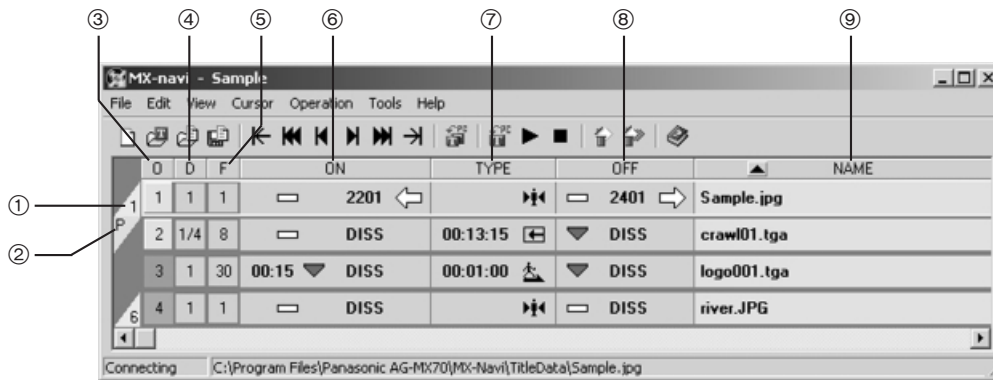 ③ ④ ⑤ ⑥ ⑦ ⑧ ⑨
MX-navi - Sample
File Edit View Cursor Operation Tools Help
O D F ON TYPE OFF NAME
① 1 1 1 1 2201 2401 Sample.jpg
② P 2 1/4 8 DISS 00:13:15 DISS crawl01.tga
3 1 30 00:15 DISS 00:01:00 DISS logo001.tga
6 4 1 1 DISS DISS river.JPG
Connecting C:\Program Files\Panasonic AG-MX70\MX-Navi\TitleData\Sample.jpg